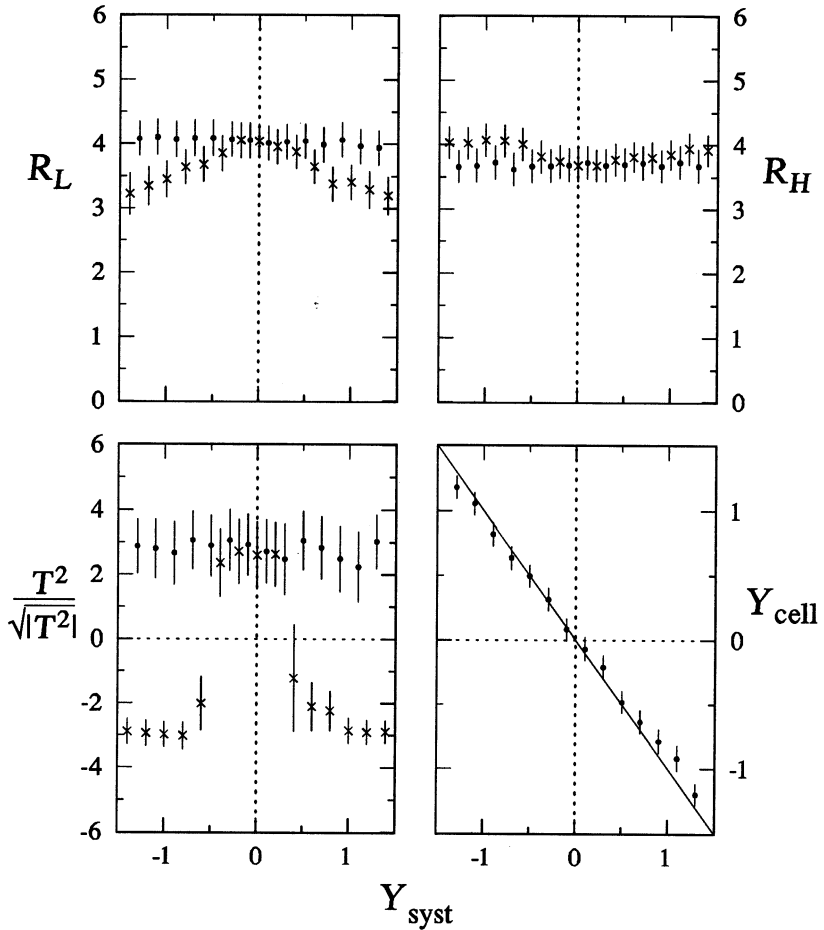 6 5 4 3 2 1 0
R_L
6 5 4 3 2 1 0
R_H
6 4 2 0 -2 -4 -6
T^2
√|T^2|
-1 0 1
1 0 -1
Y_cell
-1 0 1
Y_syst